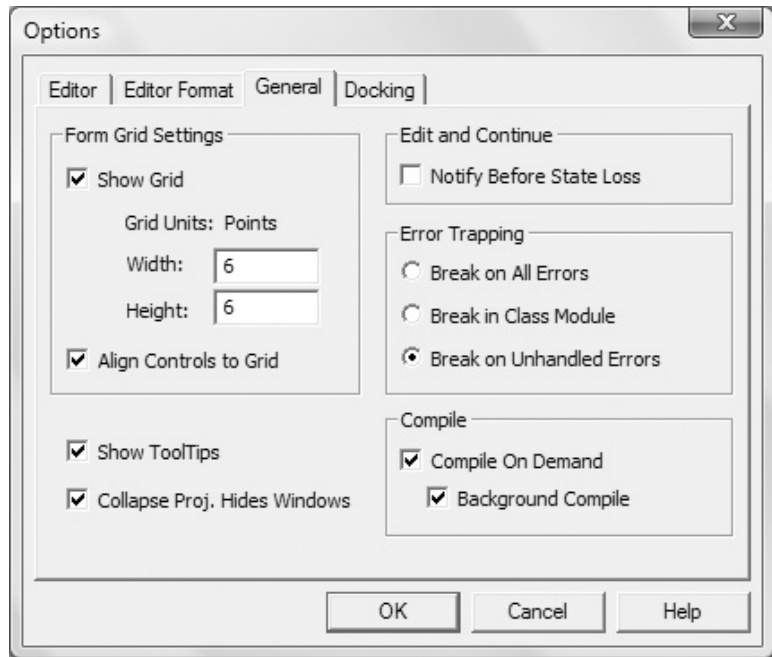 Options
Editor
Editor Format
General
Docking
Form Grid Settings
Show Grid
Grid Units: Points
Width: 6
Height: 6
Align Controls to Grid
Show ToolTips
Collapse Proj. Hides Windows
Edit and Continue
Notify Before State Loss
Error Trapping
Break on All Errors
Break in Class Module
Break on Unhandled Errors
Compile
Compile On Demand
Background Compile
OK
Cancel
Help